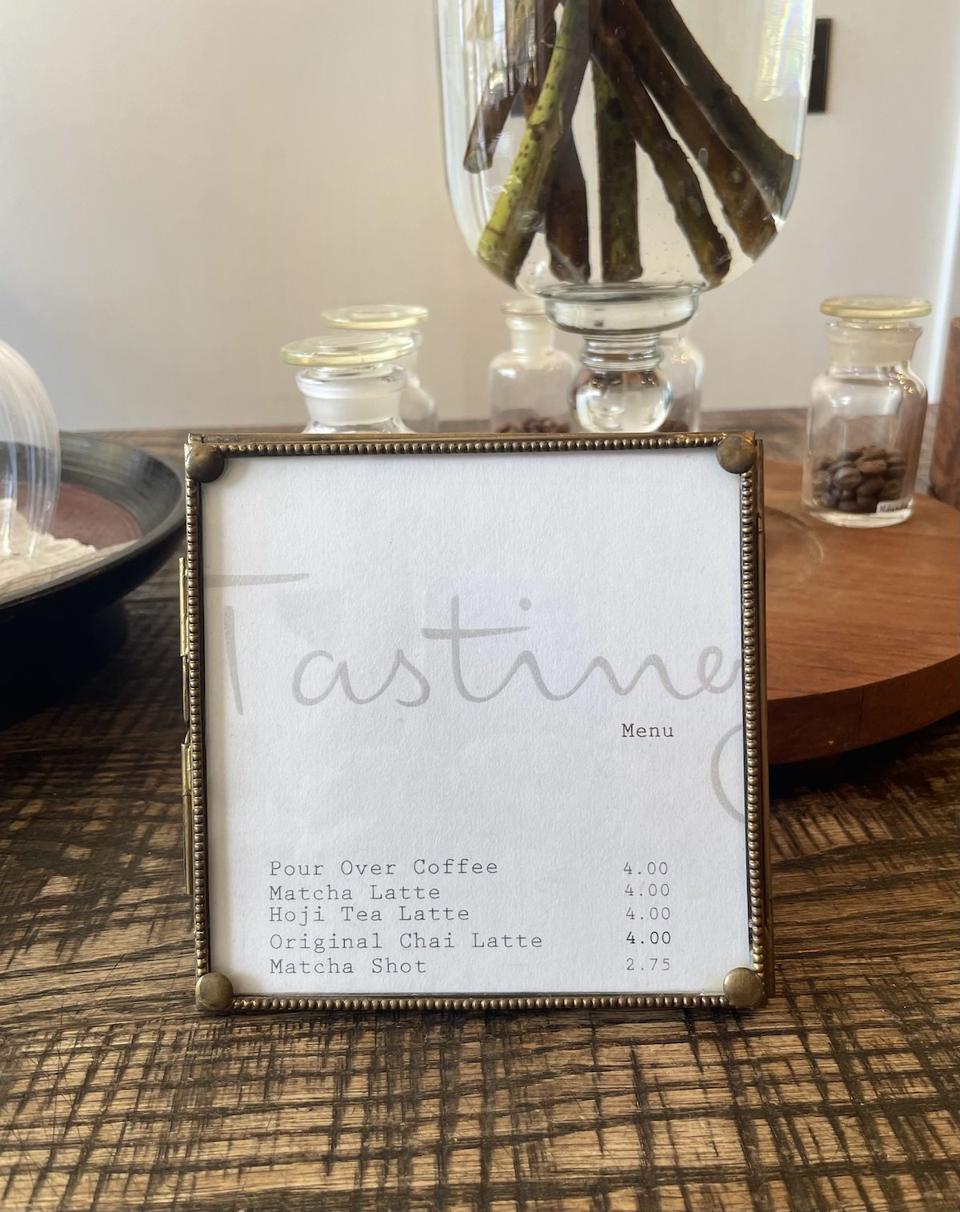 Tasting
Menu
Pour Over Coffee 4.00
Matcha Latte 4.00
Hoji Tea Latte 4.00
Original Chai Latte 4.00
Matcha Shot 2.75